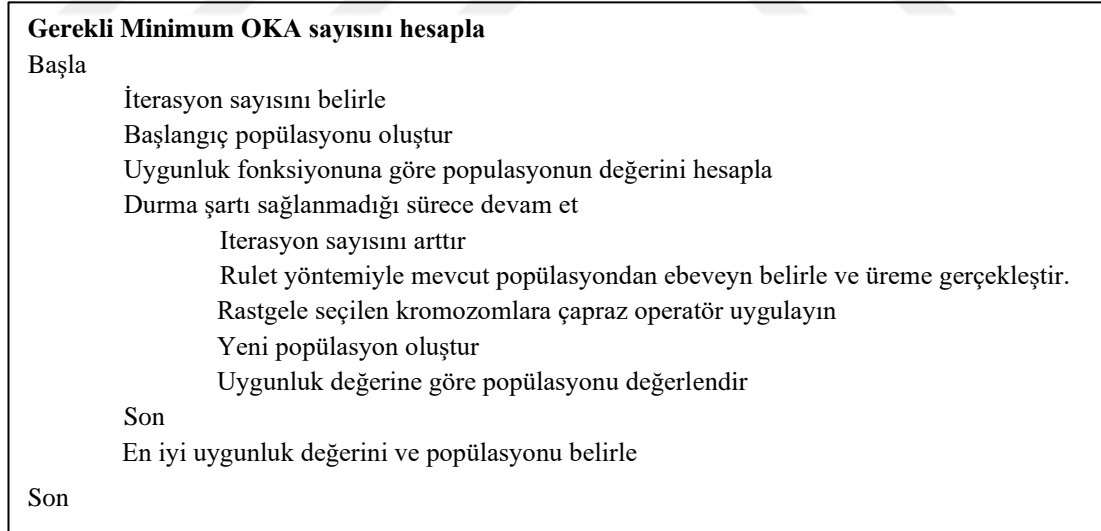 Gerekli Minimum OKA sayısını hesapla
Başla
İterasyon sayısını belirle
Başlangıç popülasyonu oluştur
Uygunluk fonksiyonuna göre populasyonun değerini hesapla
Durma şartı sağlanmadığı sürece devam et
Iterasyon sayısını arttır
Rulet yöntemiyle mevcut popülasyondan ebeveyn belirle ve üreme gerçekleştir.
Rastgele seçilen kromozomlara çapraz operatör uygulayın
Yeni popülasyon oluştur
Uygunluk değerine göre popülasyonu değerlendir
Son
En iyi uygunluk değerini ve popülasyonu belirle
Son